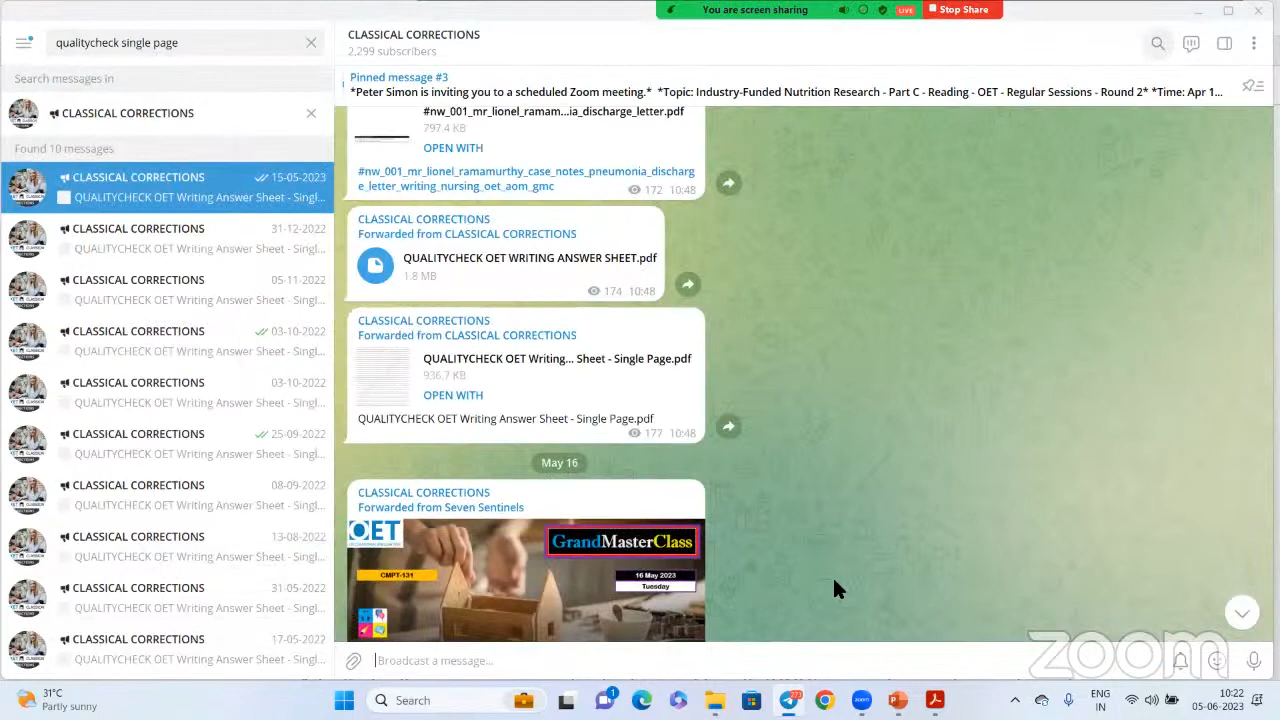 You are screen sharing
LIVE
Stop Share
qualitycheck single page
Search messages in
CLASSICAL CORRECTIONS
Found 10 messages
CLASSICAL CORRECTIONS 15-05-2023
QUALITYCHECK OET Writing Answer Sheet - Singl...
CLASSICAL CORRECTIONS 31-12-2022
QUALITYCHECK OET Writing Answer Sheet - Singl...
CLASSICAL CORRECTIONS 05-11-2022
QUALITYCHECK OET Writing Answer Sheet - Singl...
CLASSICAL CORRECTIONS 03-10-2022
QUALITYCHECK OET Writing Answer Sheet - Singl...
CLASSICAL CORRECTIONS 03-10-2022
QUALITYCHECK OET Writing Answer Sheet - Singl...
CLASSICAL CORRECTIONS 25-09-2022
QUALITYCHECK OET Writing Answer Sheet - Singl...
CLASSICAL CORRECTIONS 08-09-2022
QUALITYCHECK OET Writing Answer Sheet - Singl...
CLASSICAL CORRECTIONS 13-08-2022
QUALITYCHECK OET Writing Answer Sheet - Singl...
CLASSICAL CORRECTIONS 31-05-2022
QUALITYCHECK OET Writing Answer Sheet - Singl...
CLASSICAL CORRECTIONS 17-05-2022
QUALITYCHECK OET Writing Answer Sheet - Singl...
CLASSICAL CORRECTIONS
2,299 subscribers
Pinned message #3
*Peter Simon is inviting you to a scheduled Zoom meeting.* *Topic: Industry-Funded Nutrition Research - Part C - Reading - OET - Regular Sessions - Round 2* *Time: Apr 1...
#nw_001_mr_lionel_ramam...ia_discharge_letter.pdf
797.4 KB
OPEN WITH
#nw_001_mr_lionel_ramamurthy_case_notes_pneumonia_discharg
e_letter_writing_nursing_oet_aom_gmc
172 10:48
CLASSICAL CORRECTIONS
Forwarded from CLASSICAL CORRECTIONS
QUALITYCHECK OET WRITING ANSWER SHEET.pdf
1.8 MB
174 10:48
CLASSICAL CORRECTIONS
Forwarded from CLASSICAL CORRECTIONS
QUALITYCHECK OET Writing... Sheet - Single Page.pdf
936.7 KB
OPEN WITH
QUALITYCHECK OET Writing Answer Sheet - Single Page.pdf
177 10:48
May 16
CLASSICAL CORRECTIONS
Forwarded from Seven Sentinels
OET
GrandMasterClass
CMPT-131
16 May 2023
Tuesday
Broadcast a message...
zoom
31°C
Partly sunny
Search
1
273
zoom
ENG
IN
10:22
05-06-2023